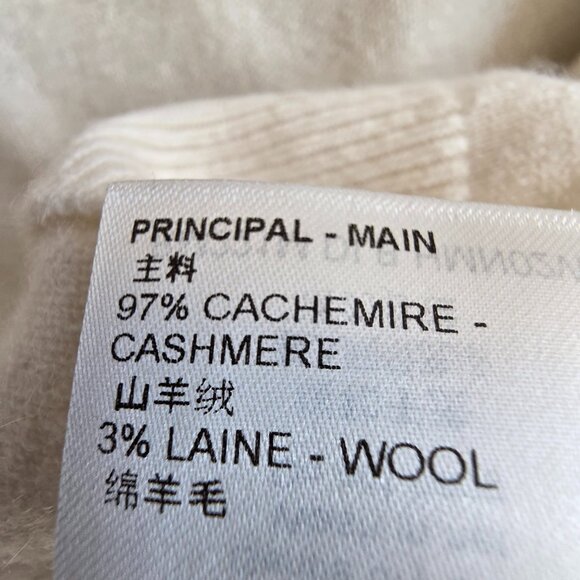 PRINCIPAL - MAIN
主料
97% CACHEMIRE -
CASHMERE
山羊绒
3% LAINE - WOOL
绵羊毛